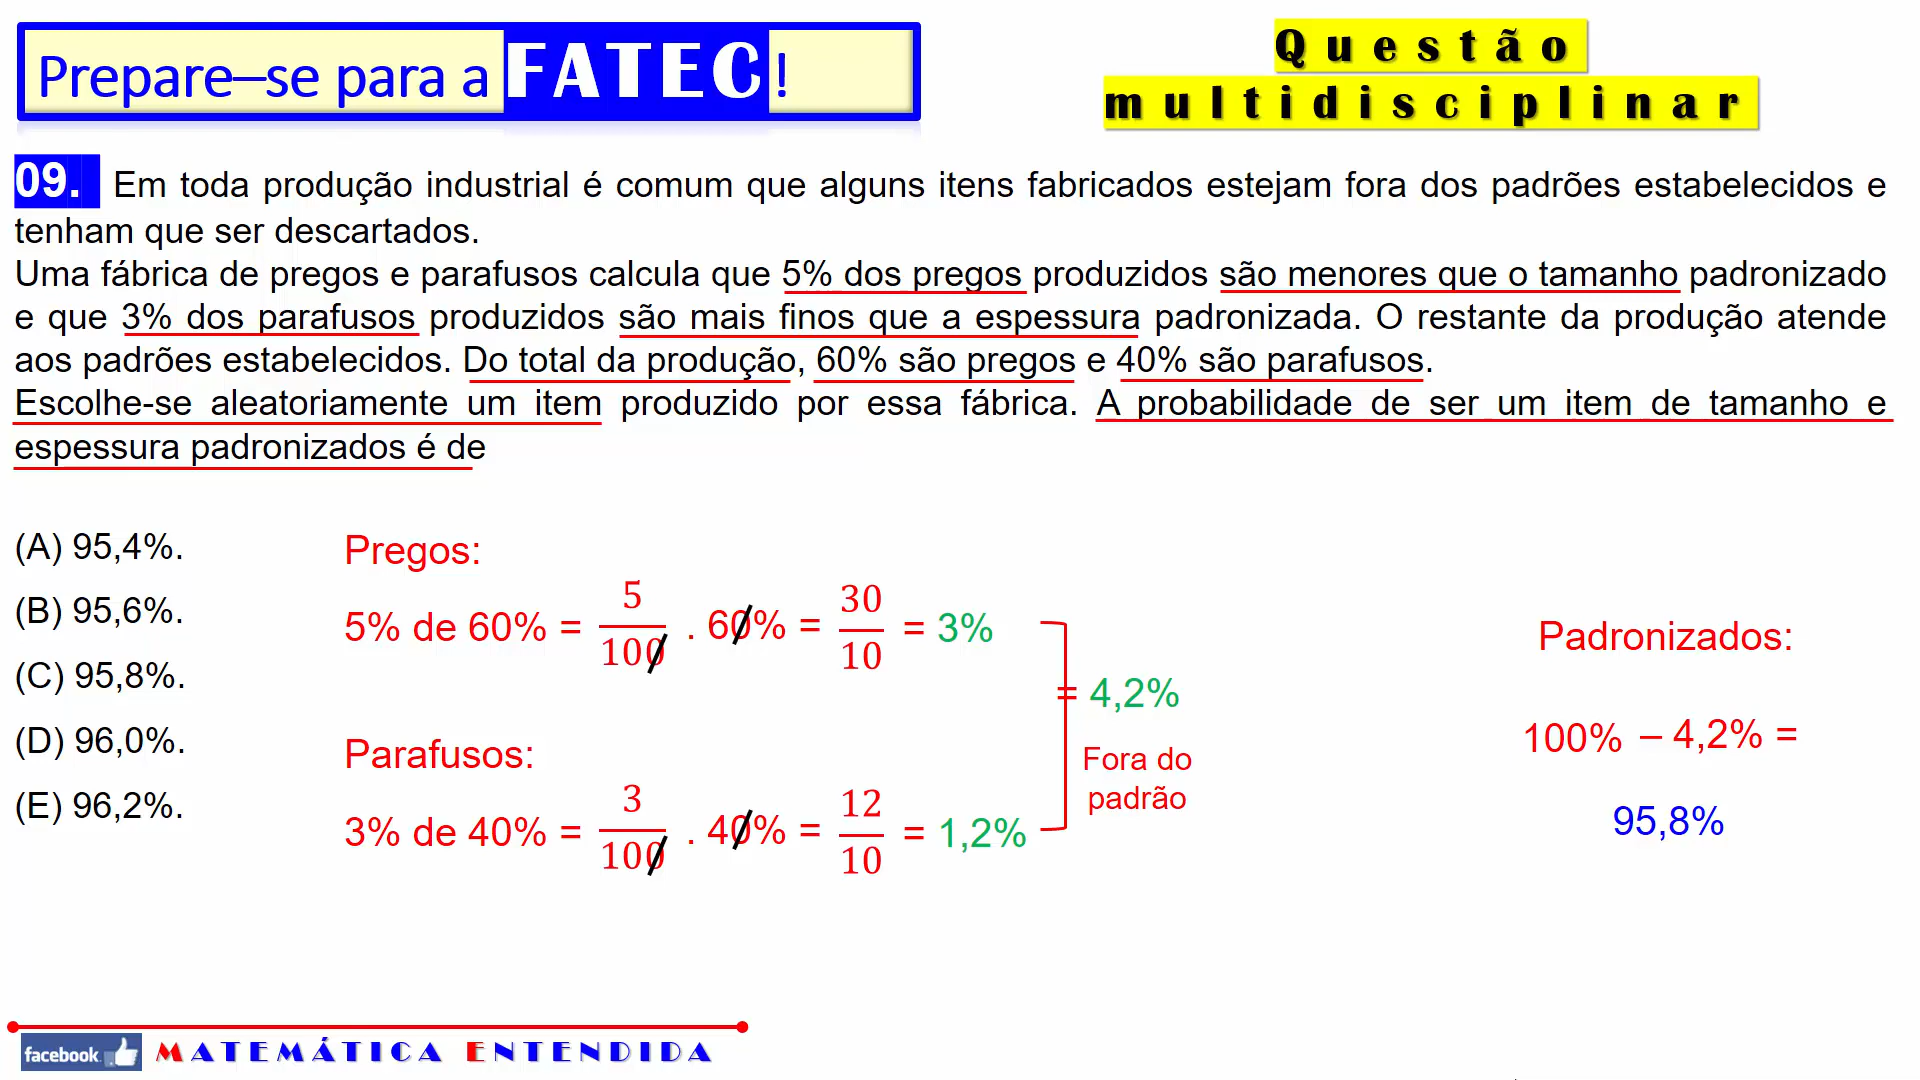 Prepare–se para a FATEC!
Questão
multidisciplinar
09. Em toda produção industrial é comum que alguns itens fabricados estejam fora dos padrões estabelecidos e
tenham que ser descartados.
Uma fábrica de pregos e parafusos calcula que 5% dos pregos produzidos são menores que o tamanho padronizado
e que 3% dos parafusos produzidos são mais finos que a espessura padronizada. O restante da produção atende
aos padrões estabelecidos. Do total da produção, 60% são pregos e 40% são parafusos.
Escolhe-se aleatoriamente um item produzido por essa fábrica. A probabilidade de ser um item de tamanho e
espessura padronizados é de
(A) 95,4%.
(B) 95,6%.
(C) 95,8%.
(D) 96,0%.
(E) 96,2%.
Pregos:
5% de 60% = 5/100 . 60% = 30/10 = 3%
Parafusos:
3% de 40% = 3/100 . 40% = 12/10 = 1,2%
= 4,2%
Fora do
padrão
Padronizados:
100% – 4,2% =
95,8%
facebook MATEMÁTICA ENTENDIDA